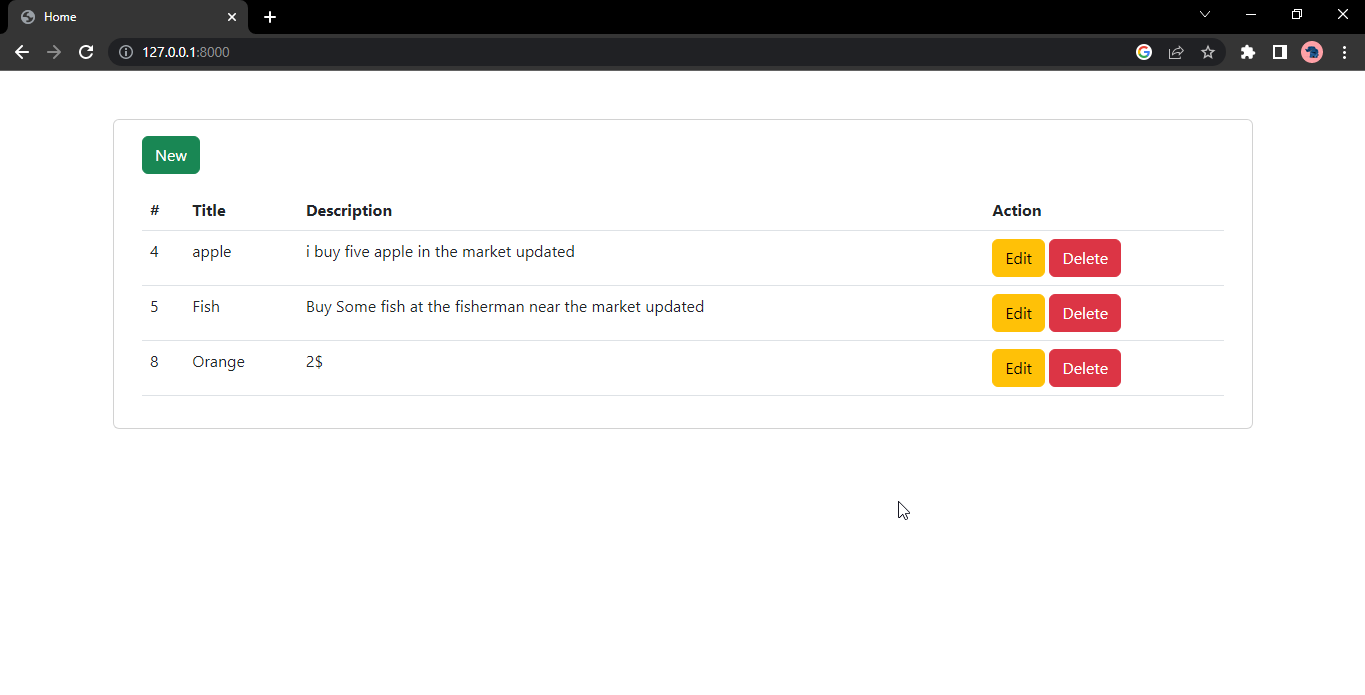 Home
127.0.0.1:8000
New
# Title Description Action
4 apple i buy five apple in the market updated Edit Delete
5 Fish Buy Some fish at the fisherman near the market updated Edit Delete
8 Orange 2$ Edit Delete